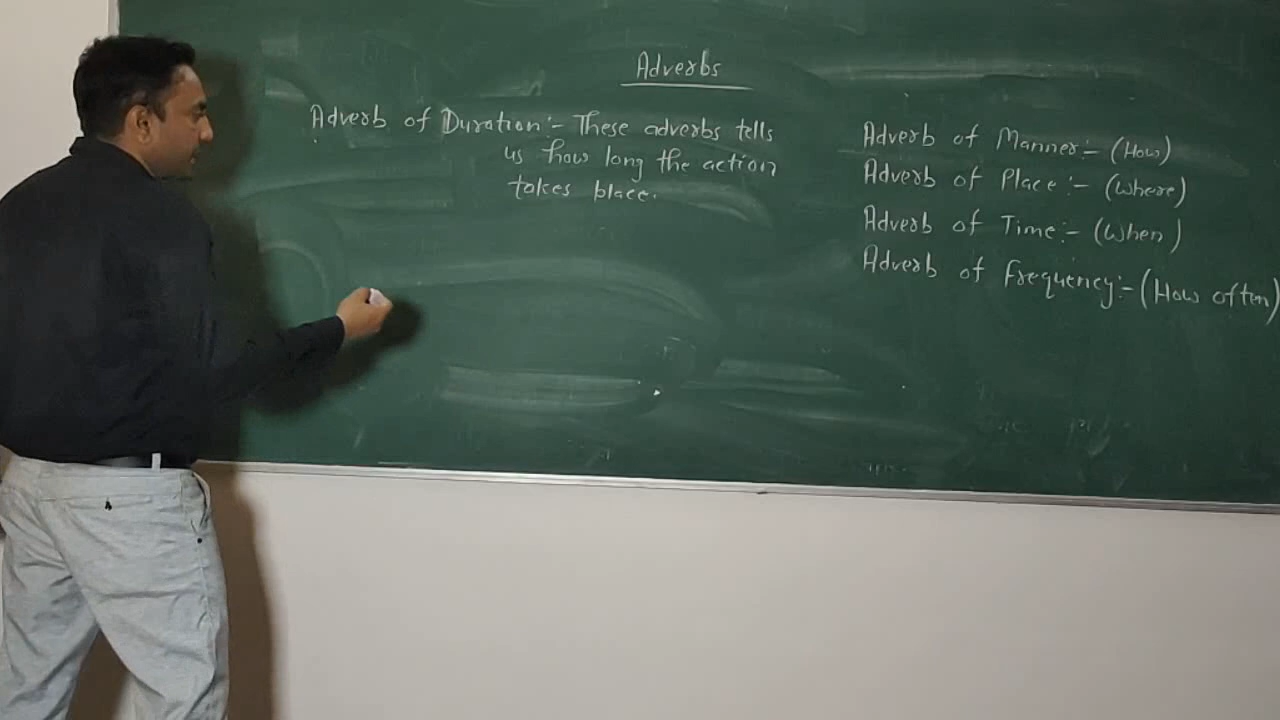 Adverbs
Adverb of Duration:- These adverbs tells
us how long the action
takes place.
Adverb of Manner:- (How)
Adverb of Place:- (Where)
Adverb of Time:- (When)
Adverb of Frequency:- (How often)